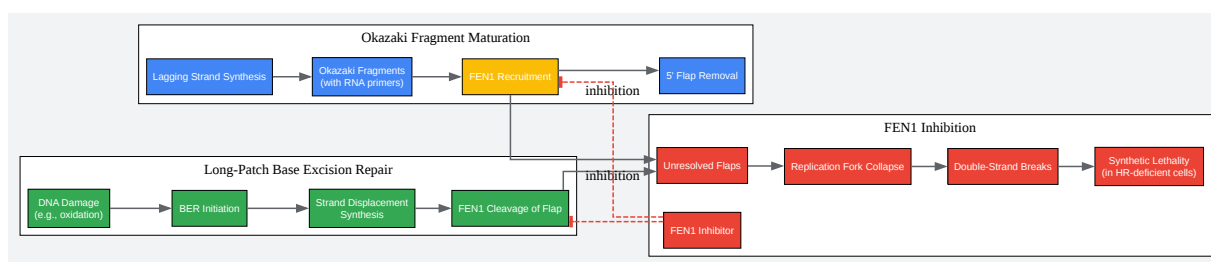 Okazaki Fragment Maturation
Lagging Strand Synthesis
Okazaki Fragments
(with RNA primers)
FEN1 Recruitment
5' Flap Removal
inhibition
FEN1 Inhibition
Unresolved Flaps
Replication Fork Collapse
Double-Strand Breaks
Synthetic Lethality
(in HR-deficient cells)
Long-Patch Base Excision Repair
inhibition
DNA Damage
(e.g., oxidation)
BER Initiation
Strand Displacement
Synthesis
FEN1 Cleavage of Flap
FEN1 Inhibitor